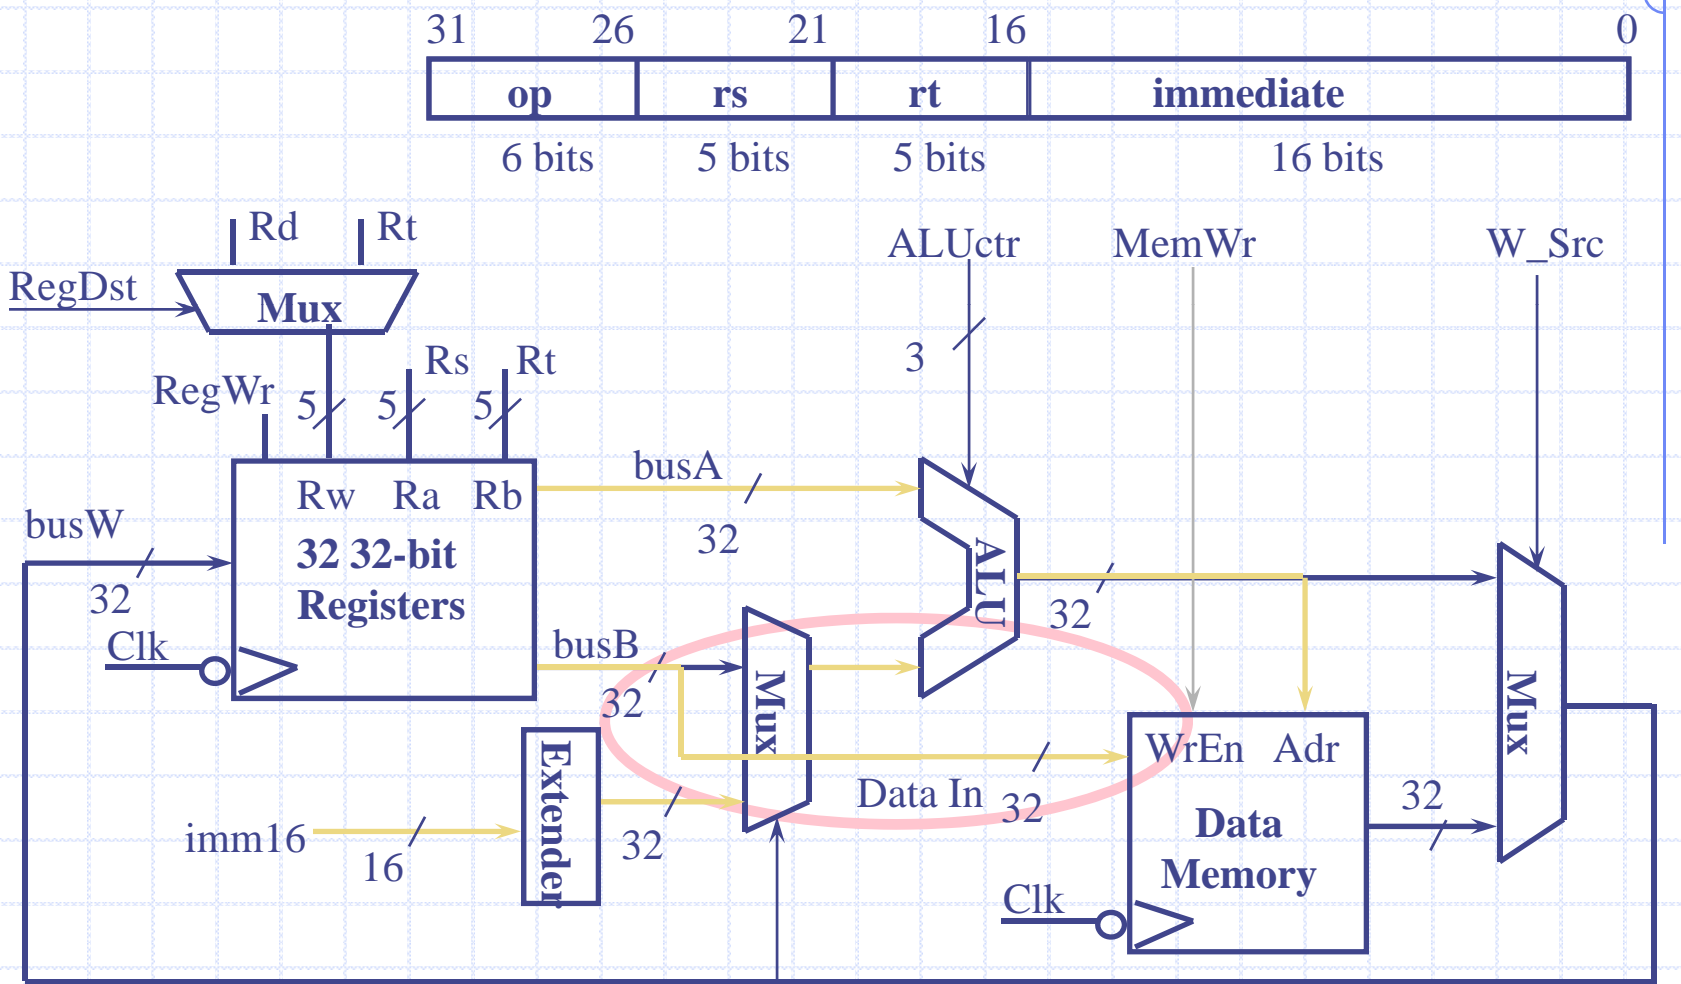 31 26 21 16 0
op rs rt immediate
6 bits 5 bits 5 bits 16 bits
Rd Rt
ALUctr MemWr W_Src
RegDst
Mux
3
Rs Rt
RegWr 5 5 5
busA
32
Rw Ra Rb
busW
32 32-bit
Registers
32
ALU
32
Clk
busB
32
Mux
Mux
WrEn Adr
Extender
Data In 32
32
Data
Memory
imm16
16
32
Clk